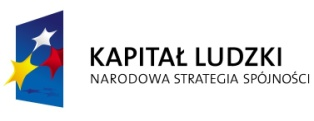 KAPITAŁ LUDZKI
NARODOWA STRATEGIA SPÓJNOŚCI